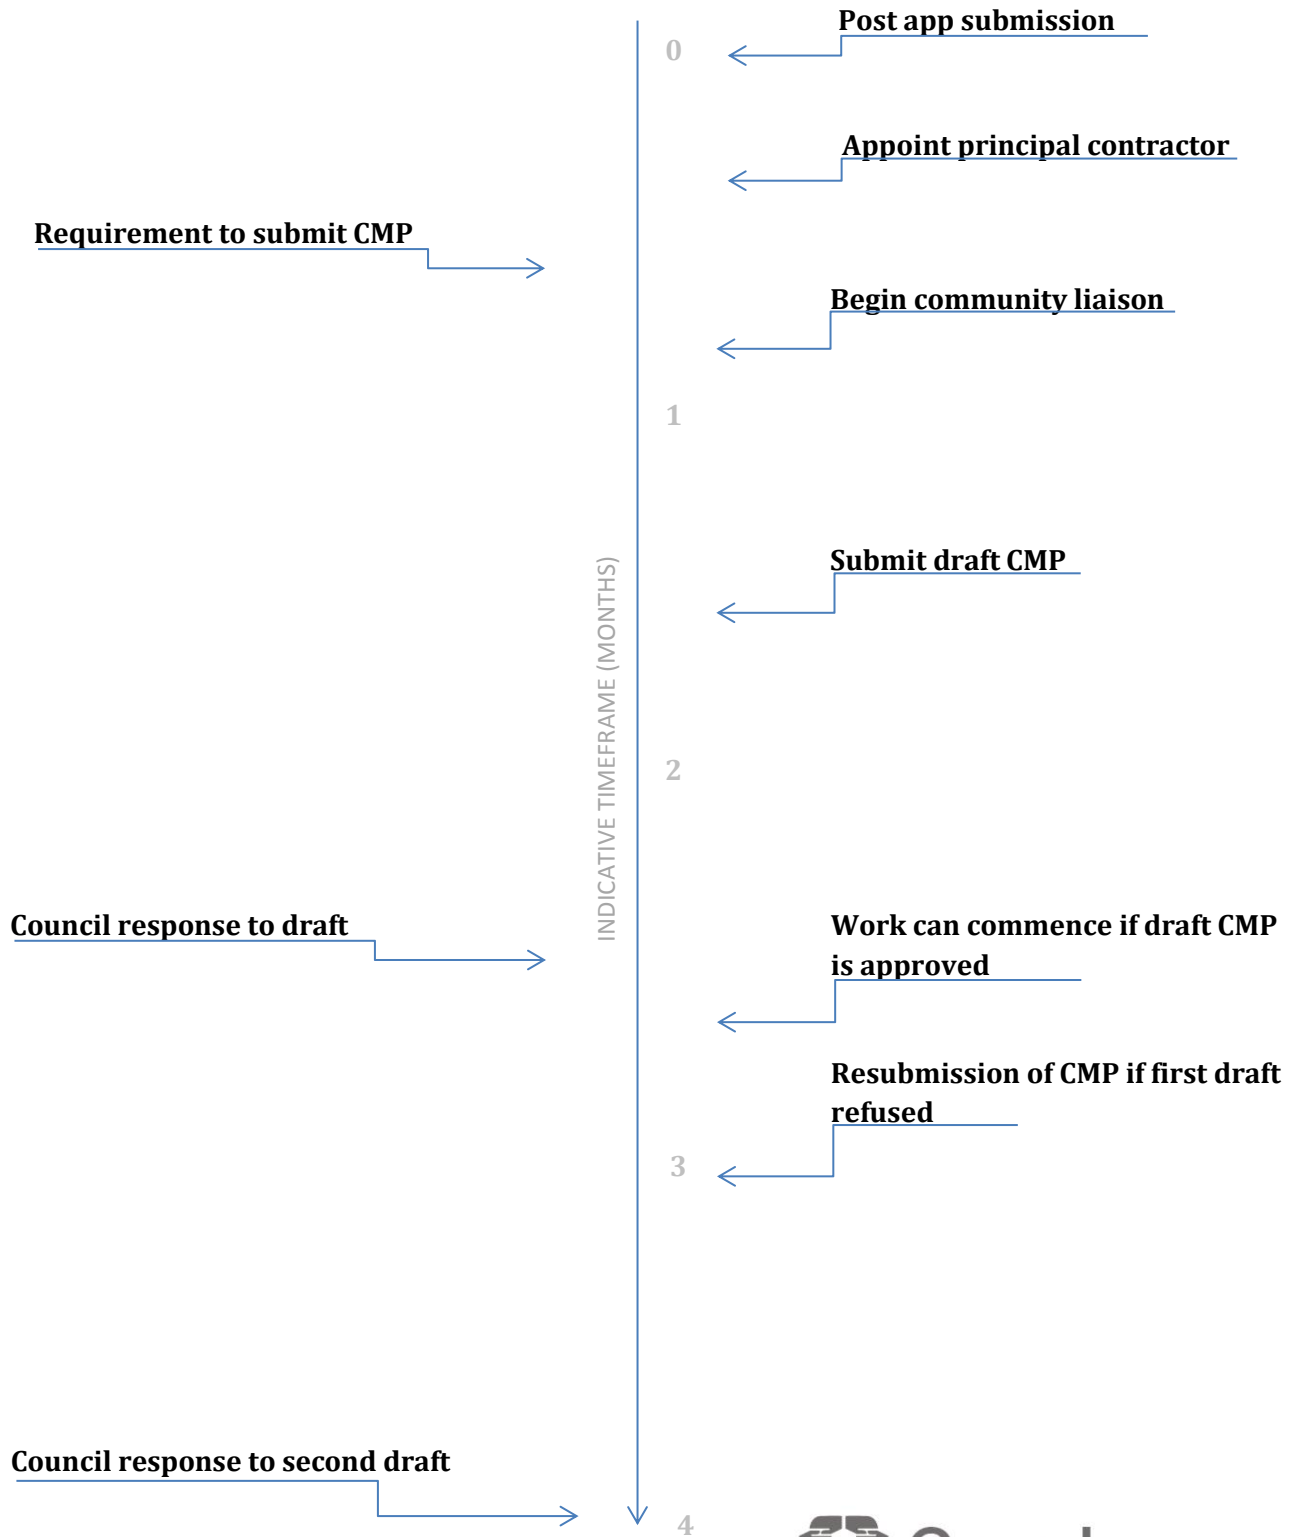 Post app submission
0
Appoint principal contractor
Requirement to submit CMP
Begin community liaison
1
Submit draft CMP
INDICATIVE TIMEFRAME (MONTHS)
2
Council response to draft
Work can commence if draft CMP
is approved
Resubmission of CMP if first draft
refused
3
Council response to second draft
4